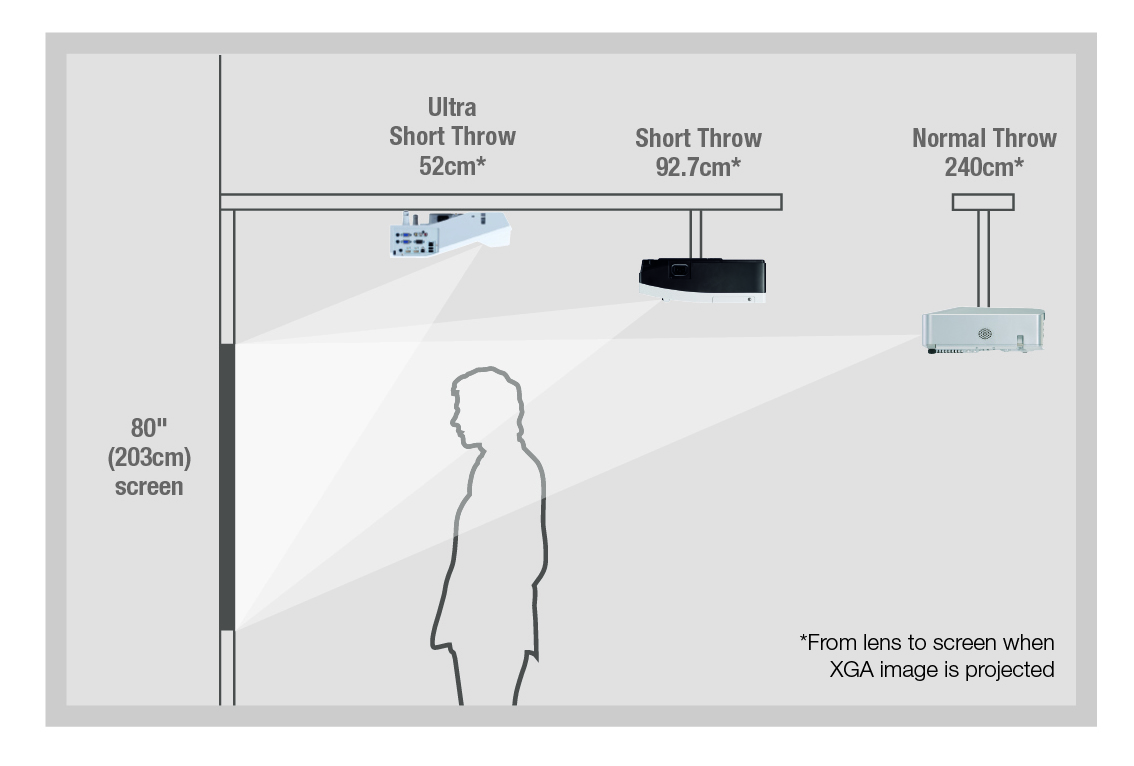 Ultra
Short Throw
52cm*
Short Throw
92.7cm*
Normal Throw
240cm*
80"
(203cm)
screen
*From lens to screen when
XGA image is projected